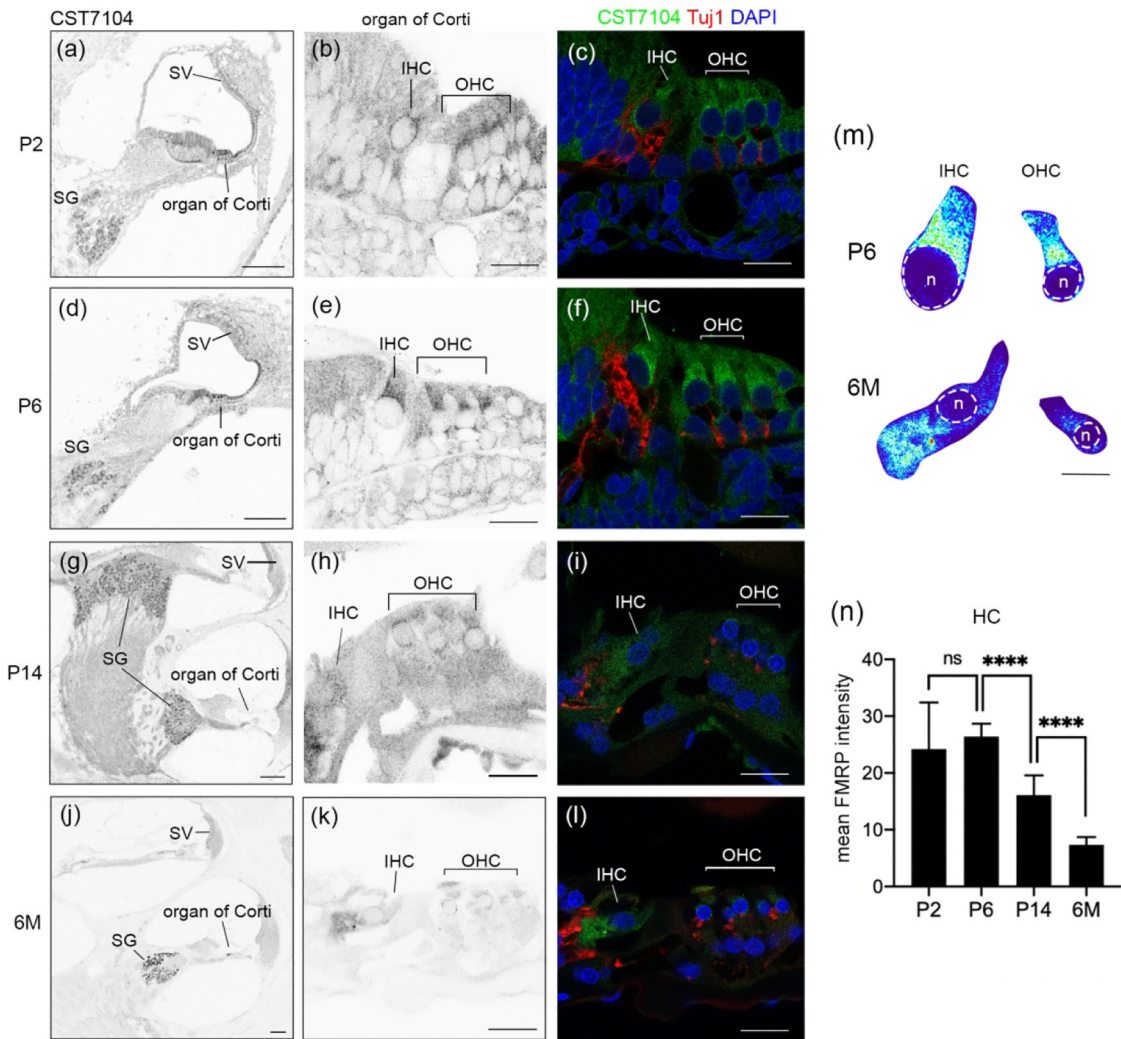 CST7104
organ of Corti
CST7104 Tuj1 DAPI
P2
(a)
SV
SG
organ of Corti
(b)
IHC
OHC
(c)
IHC
OHC
P6
(d)
SV
SG
organ of Corti
(e)
IHC
OHC
(f)
IHC
OHC
P14
(g)
SV
SG
organ of Corti
(h)
IHC
OHC
(i)
IHC
OHC
6M
(j)
SV
organ of Corti
SG
(k)
IHC
OHC
(l)
IHC
OHC
(m)
IHC
OHC
P6
n
n
6M
n
n
(n)
HC
mean FMRP intensity
40
30
20
10
0
ns
****
****
P2
P6
P14
6M